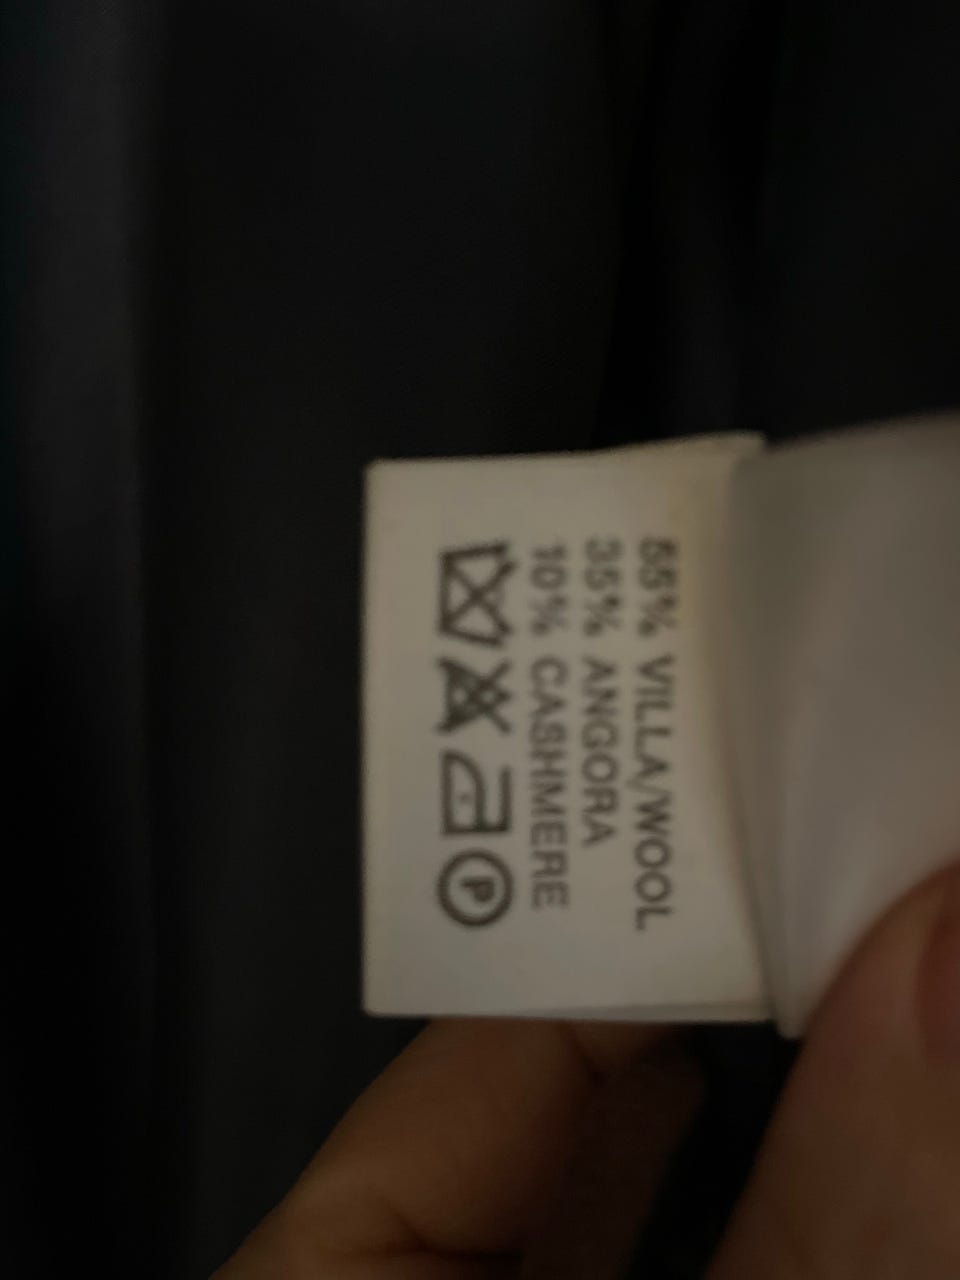 55% VILLA/WOOL
35% ANGORA
10% CASHMERE
P